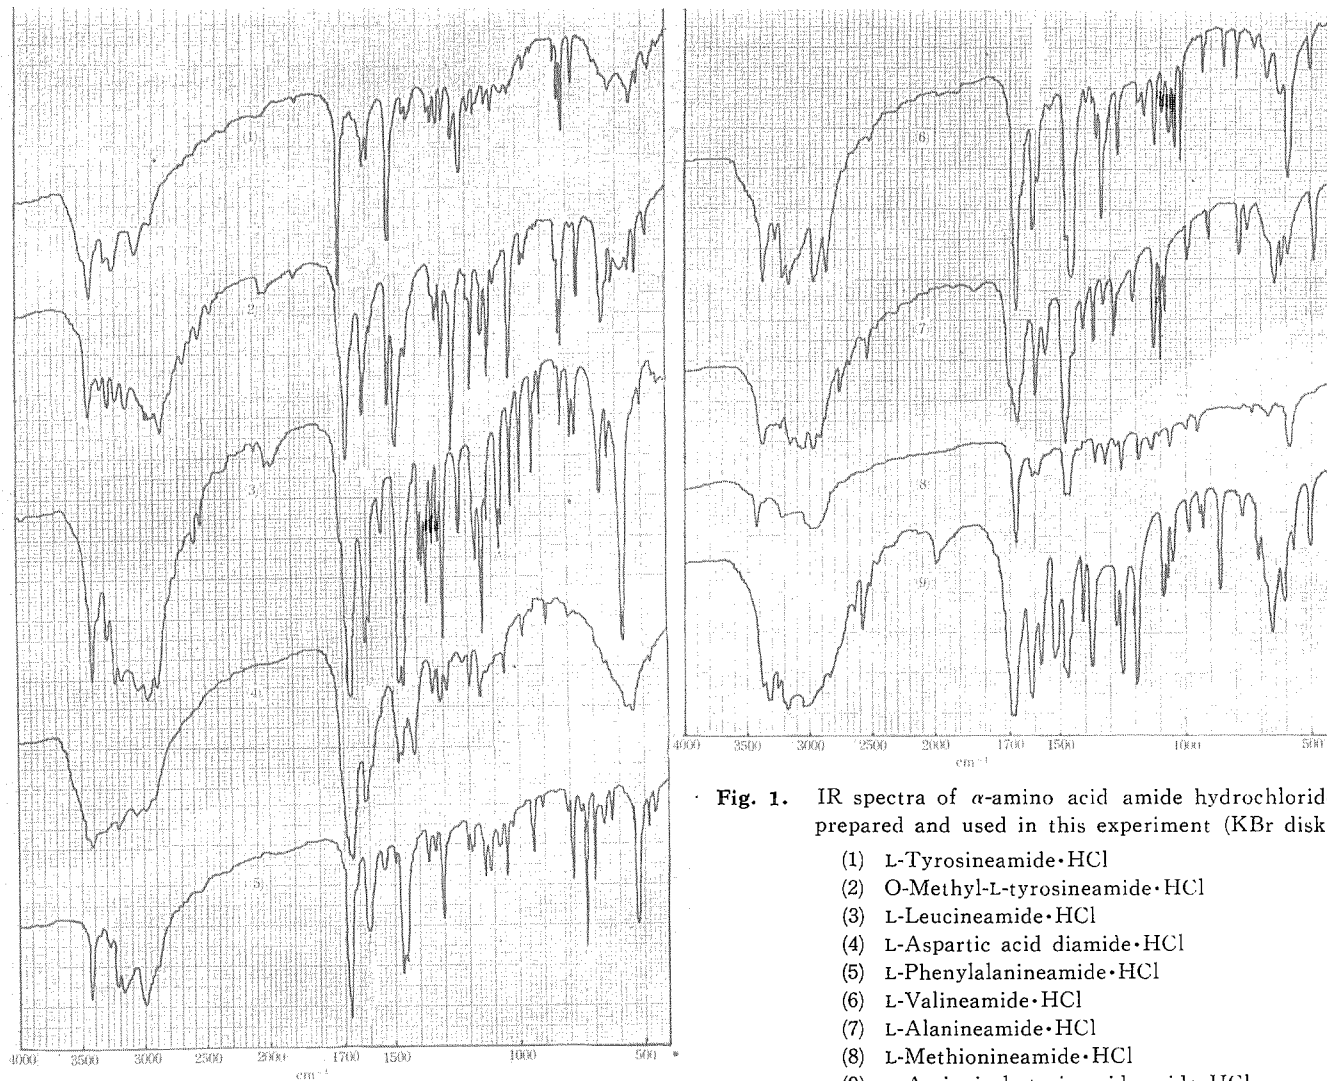 (1)
2
3
4
5
4000 3500 3000 2500 2000 1700 1500 1000 500
cm⁻¹
6
7
8
9
4000 3500 3000 2500 2000 1700 1500 1000 500
cm⁻¹
Fig. 1. IR spectra of α-amino acid amide hydrochlorid
prepared and used in this experiment (KBr disk
(1) L-Tyrosineamide·HCl
(2) O-Methyl-L-tyrosineamide·HCl
(3) L-Leucineamide·HCl
(4) L-Aspartic acid diamide·HCl
(5) L-Phenylalanineamide·HCl
(6) L-Valineamide·HCl
(7) L-Alanineamide·HCl
(8) L-Methionineamide·HCl